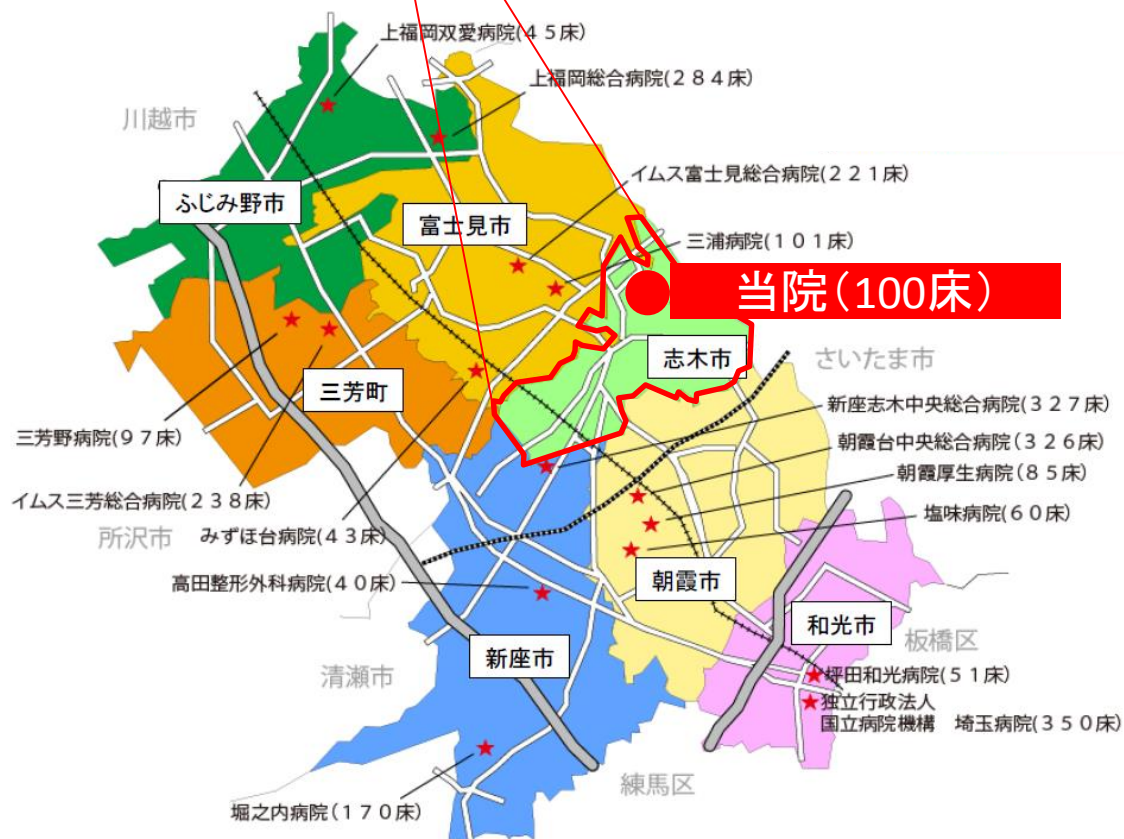 上福岡双愛病院(４５床)
上福岡総合病院(２８４床)
川越市
イムス富士見総合病院(２２１床)
ふじみ野市
富士見市
三浦病院(１０１床)
当院（100床）
志木市
さいたま市
三芳町
新座志木中央総合病院(３２７床)
三芳野病院(９７床)
朝霞台中央総合病院(３２６床)
朝霞厚生病院(８５床)
イムス三芳総合病院(２３８床)
塩味病院(６０床)
所沢市
みずほ台病院(４３床)
高田整形外科病院(４０床)
朝霞市
和光市
板橋区
新座市
清瀬市
坪田和光病院(５１床)
独立行政法人
国立病院機構　埼玉病院(３５０床)
練馬区
堀之内病院(１７０床)